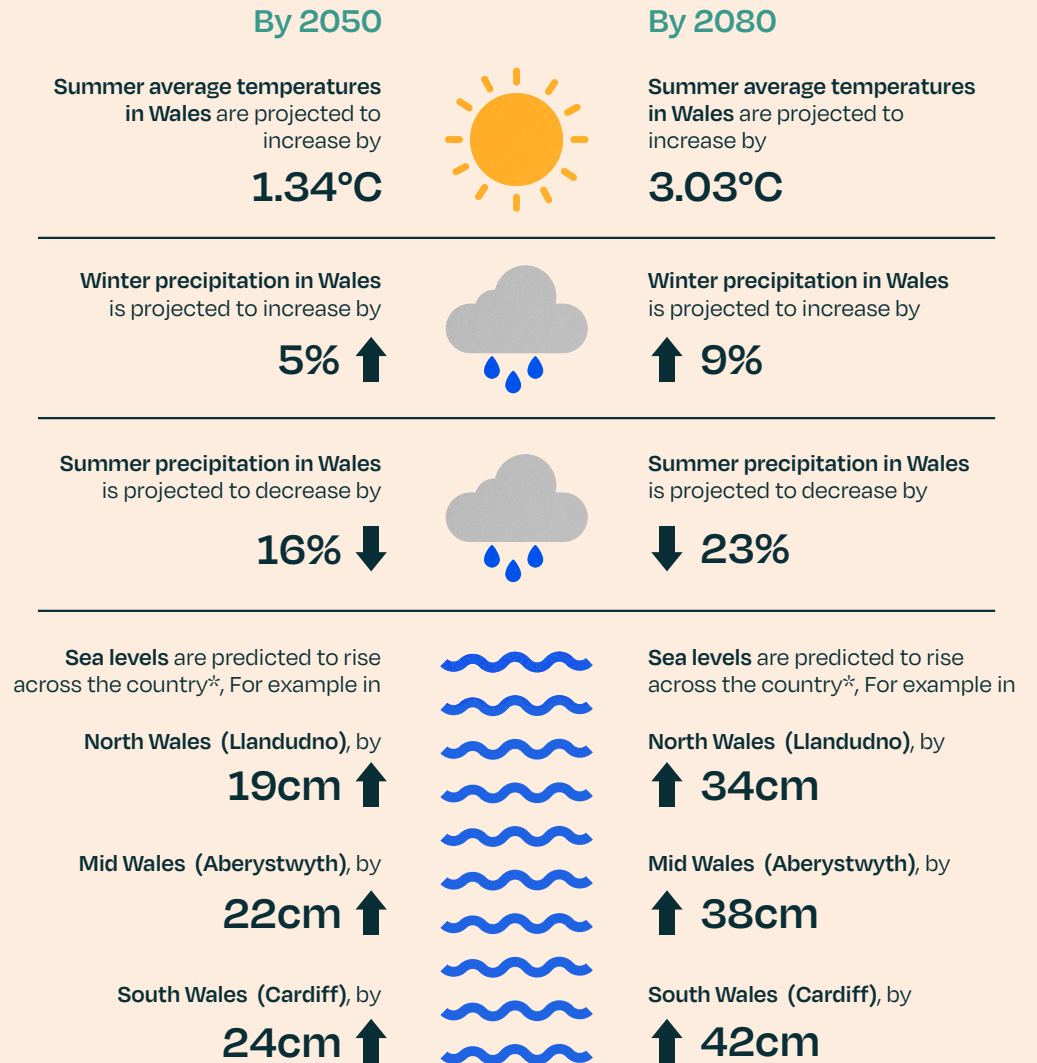 By 2050
Summer average temperatures
in Wales are projected to
increase by
1.34°C
By 2080
Summer average temperatures
in Wales are projected to
increase by
3.03°C
Winter precipitation in Wales
is projected to increase by
5%
Winter precipitation in Wales
is projected to increase by
9%
Summer precipitation in Wales
is projected to decrease by
16%
Summer precipitation in Wales
is projected to decrease by
23%
Sea levels are predicted to rise
across the country*, For example in
North Wales (Llandudno), by
19cm
Mid Wales (Aberystwyth), by
22cm
South Wales (Cardiff), by
24cm
Sea levels are predicted to rise
across the country*, For example in
North Wales (Llandudno), by
34cm
Mid Wales (Aberystwyth), by
38cm
South Wales (Cardiff), by
42cm